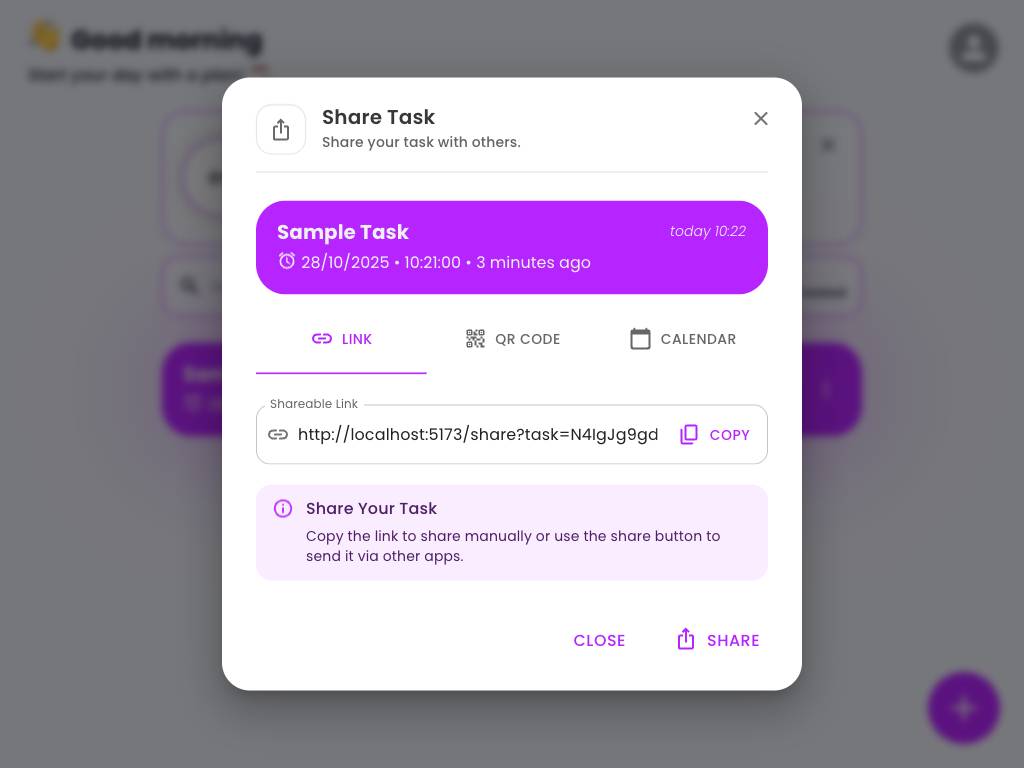 Good morning
Start your day with a plan!
Share Task
Share your task with others.
Sample Task
today 10:22
28/10/2025 • 10:21:00 • 3 minutes ago
LINK
QR CODE
CALENDAR
Shareable Link
http://localhost:5173/share?task=N4IgJg9gd
COPY
Share Your Task
Copy the link to share manually or use the share button to
send it via other apps.
CLOSE
SHARE